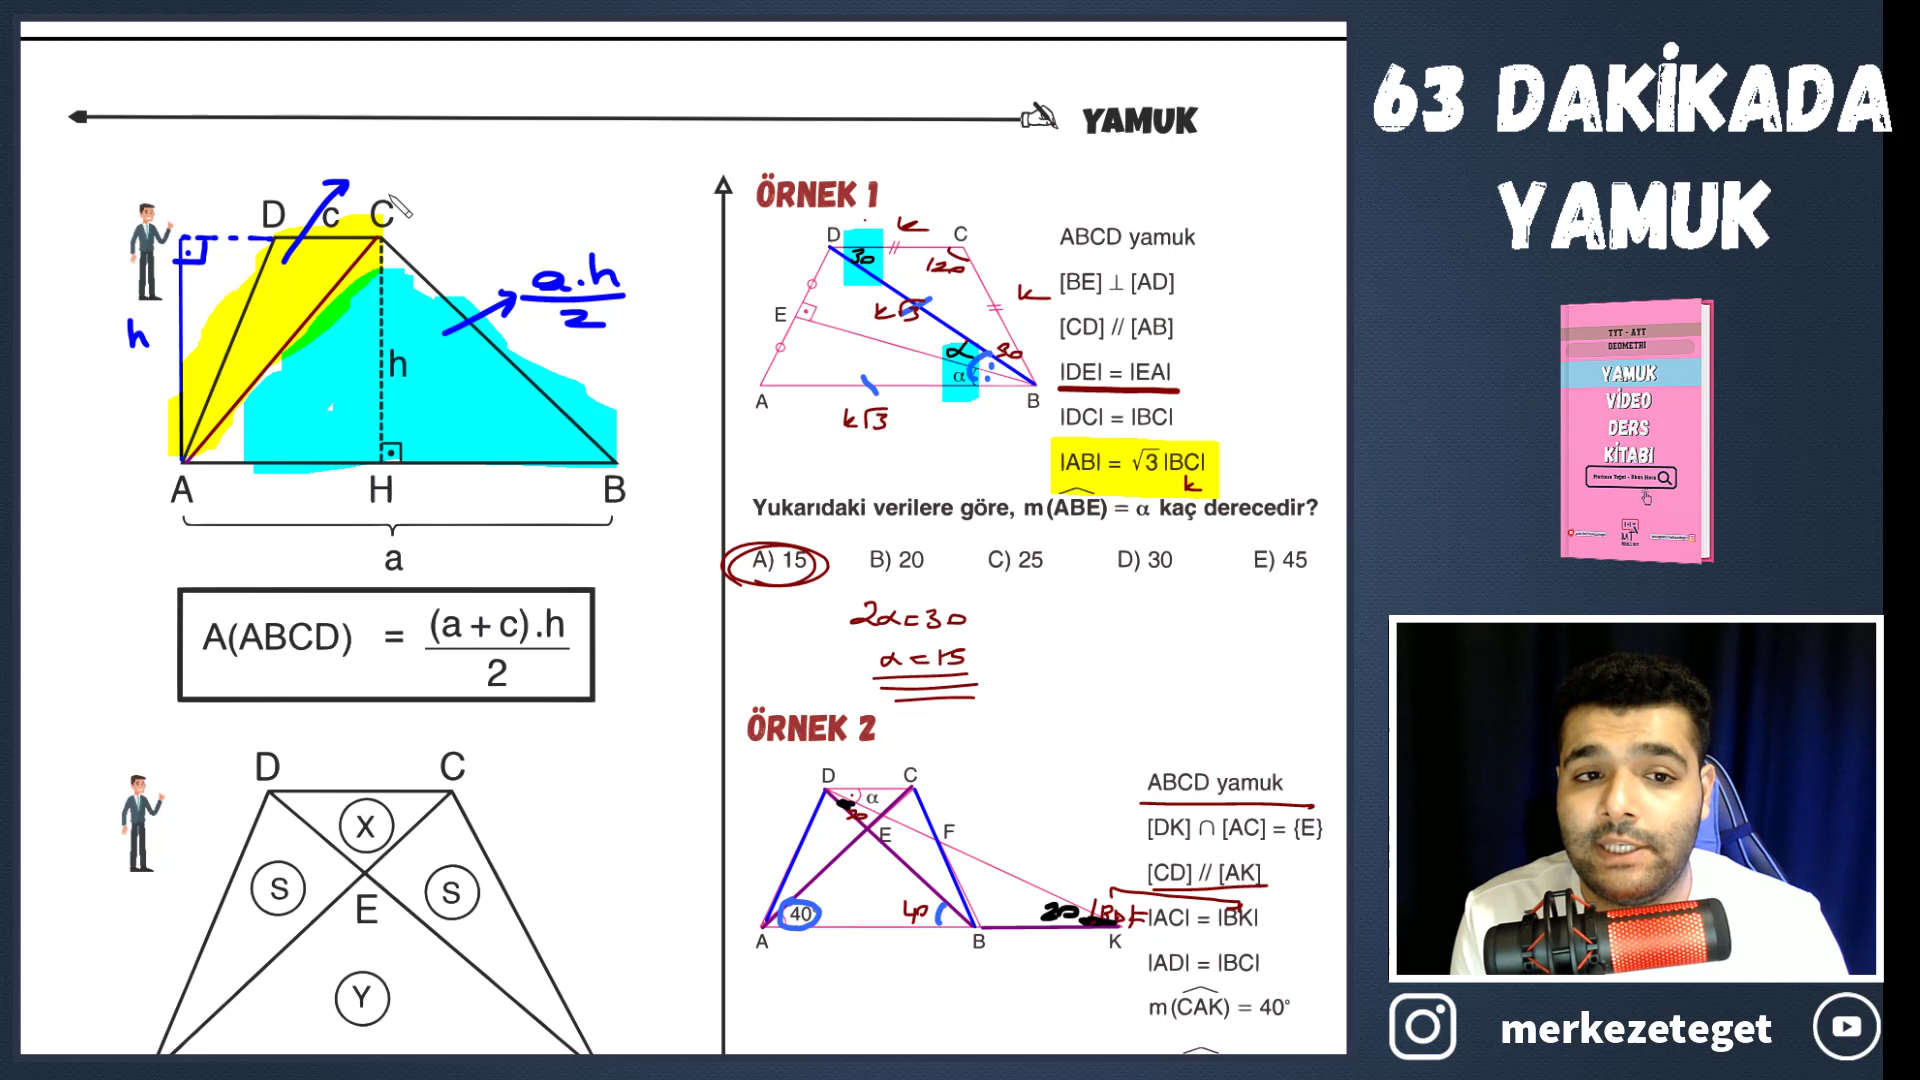 YAMUK
D c C
h
h
a.h
2
A H B
a
A(ABCD) = (a + c) .h
2
D C
X
S S
E
Y
ÖRNEK 1
D k C
30 120
k
E
k√3
α 30
α
A B
k√3
ABCD yamuk
[BE] ⊥ [AD]
[CD] // [AB]
|DE| = |EA|
|DC| = |BC|
|AB| = √3 |BC|
k
Yukarıdaki verilere göre, m(ABE) = α kaç derecedir?
A) 15 B) 20 C) 25 D) 30 E) 45
2α=30
α=15
ÖRNEK 2
D C
α
E F
40° 40 20
A B K
ABCD yamuk
[DK] ∩ [AC] = {E}
[CD] // [AK]
|AC| = |BK|
|AD| = |BC|
m(CAK) = 40°
63 DAKİKADA
YAMUK
TYT - AYT
GEOMETRİ
YAMUK
VİDEO
DERS
KİTABI
merkezeteget